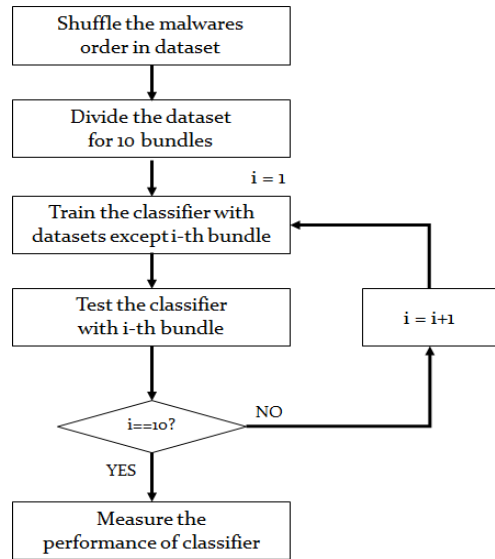 Shuffle the malwares
order in dataset
Divide the dataset
for 10 bundles
i = 1
Train the classifier with
datasets except i-th bundle
Test the classifier
with i-th bundle
i = i+1
i==10?
NO
YES
Measure the
performance of classifier